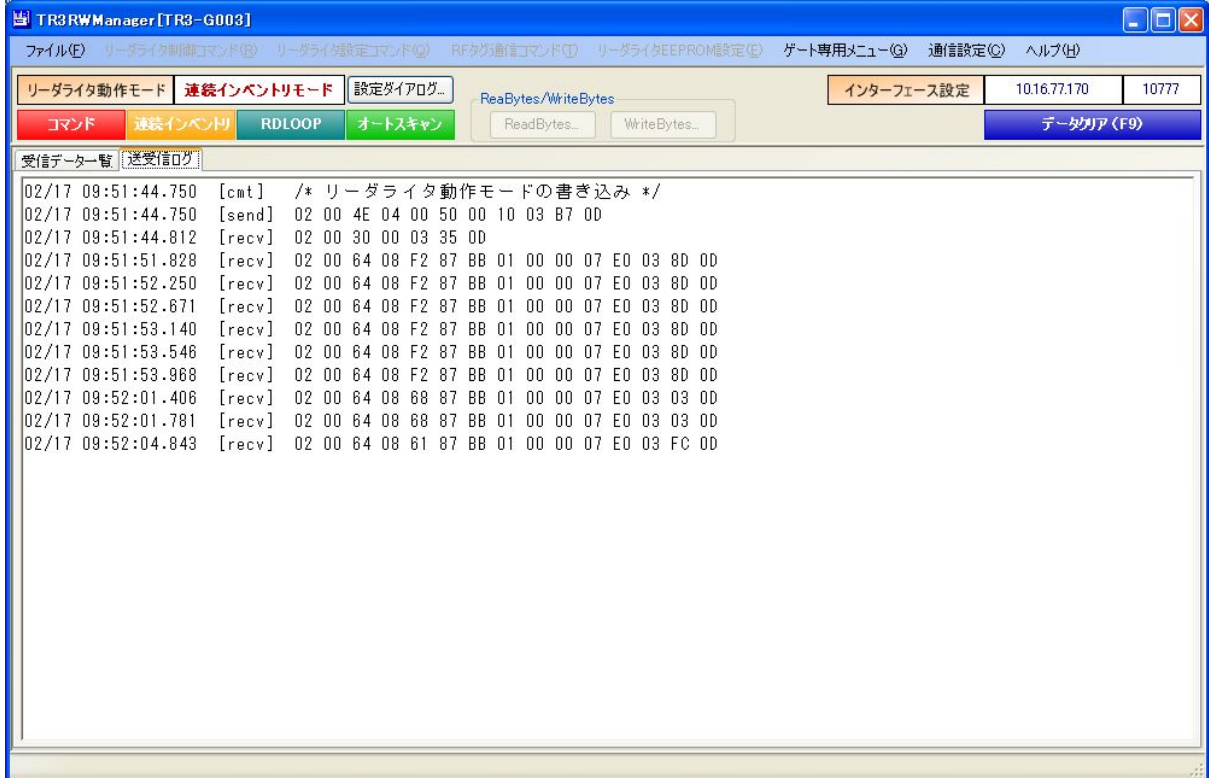 TR3RWManager[TR3-G003]
ファイル(F) リーダライタ制御コマンド(R) リーダライタ設定コマンド(Q) RFタグ通信コマンド(T) リーダライタEEPROM設定(E) ゲート専用メニュー(G) 通信設定(C) ヘルプ(H)
リーダライタ動作モード 連続インベントリモード 設定ダイアログ... ReaBytes/WriteBytes インターフェース設定 10.16.77.170 10777
コマンド 連続インベントリ RDLOOP オートスキャン ReadBytes... WriteBytes... データクリア(F9)
受信データ一覧 送受信ログ
02/17 09:51:44.750 [cmt] /* リーダライタ動作モードの書き込み */
02/17 09:51:44.750 [send] 02 00 4E 04 00 50 00 10 03 B7 0D
02/17 09:51:44.812 [recv] 02 00 30 00 03 35 0D
02/17 09:51:51.828 [recv] 02 00 64 08 F2 87 BB 01 00 00 07 E0 03 8D 0D
02/17 09:51:52.250 [recv] 02 00 64 08 F2 87 BB 01 00 00 07 E0 03 8D 0D
02/17 09:51:52.671 [recv] 02 00 64 08 F2 87 BB 01 00 00 07 E0 03 8D 0D
02/17 09:51:53.140 [recv] 02 00 64 08 F2 87 BB 01 00 00 07 E0 03 8D 0D
02/17 09:51:53.546 [recv] 02 00 64 08 F2 87 BB 01 00 00 07 E0 03 8D 0D
02/17 09:51:53.968 [recv] 02 00 64 08 F2 87 BB 01 00 00 07 E0 03 8D 0D
02/17 09:52:01.406 [recv] 02 00 64 08 68 87 BB 01 00 00 07 E0 03 03 0D
02/17 09:52:01.781 [recv] 02 00 64 08 68 87 BB 01 00 00 07 E0 03 03 0D
02/17 09:52:04.843 [recv] 02 00 64 08 61 87 BB 01 00 00 07 E0 03 FC 0D